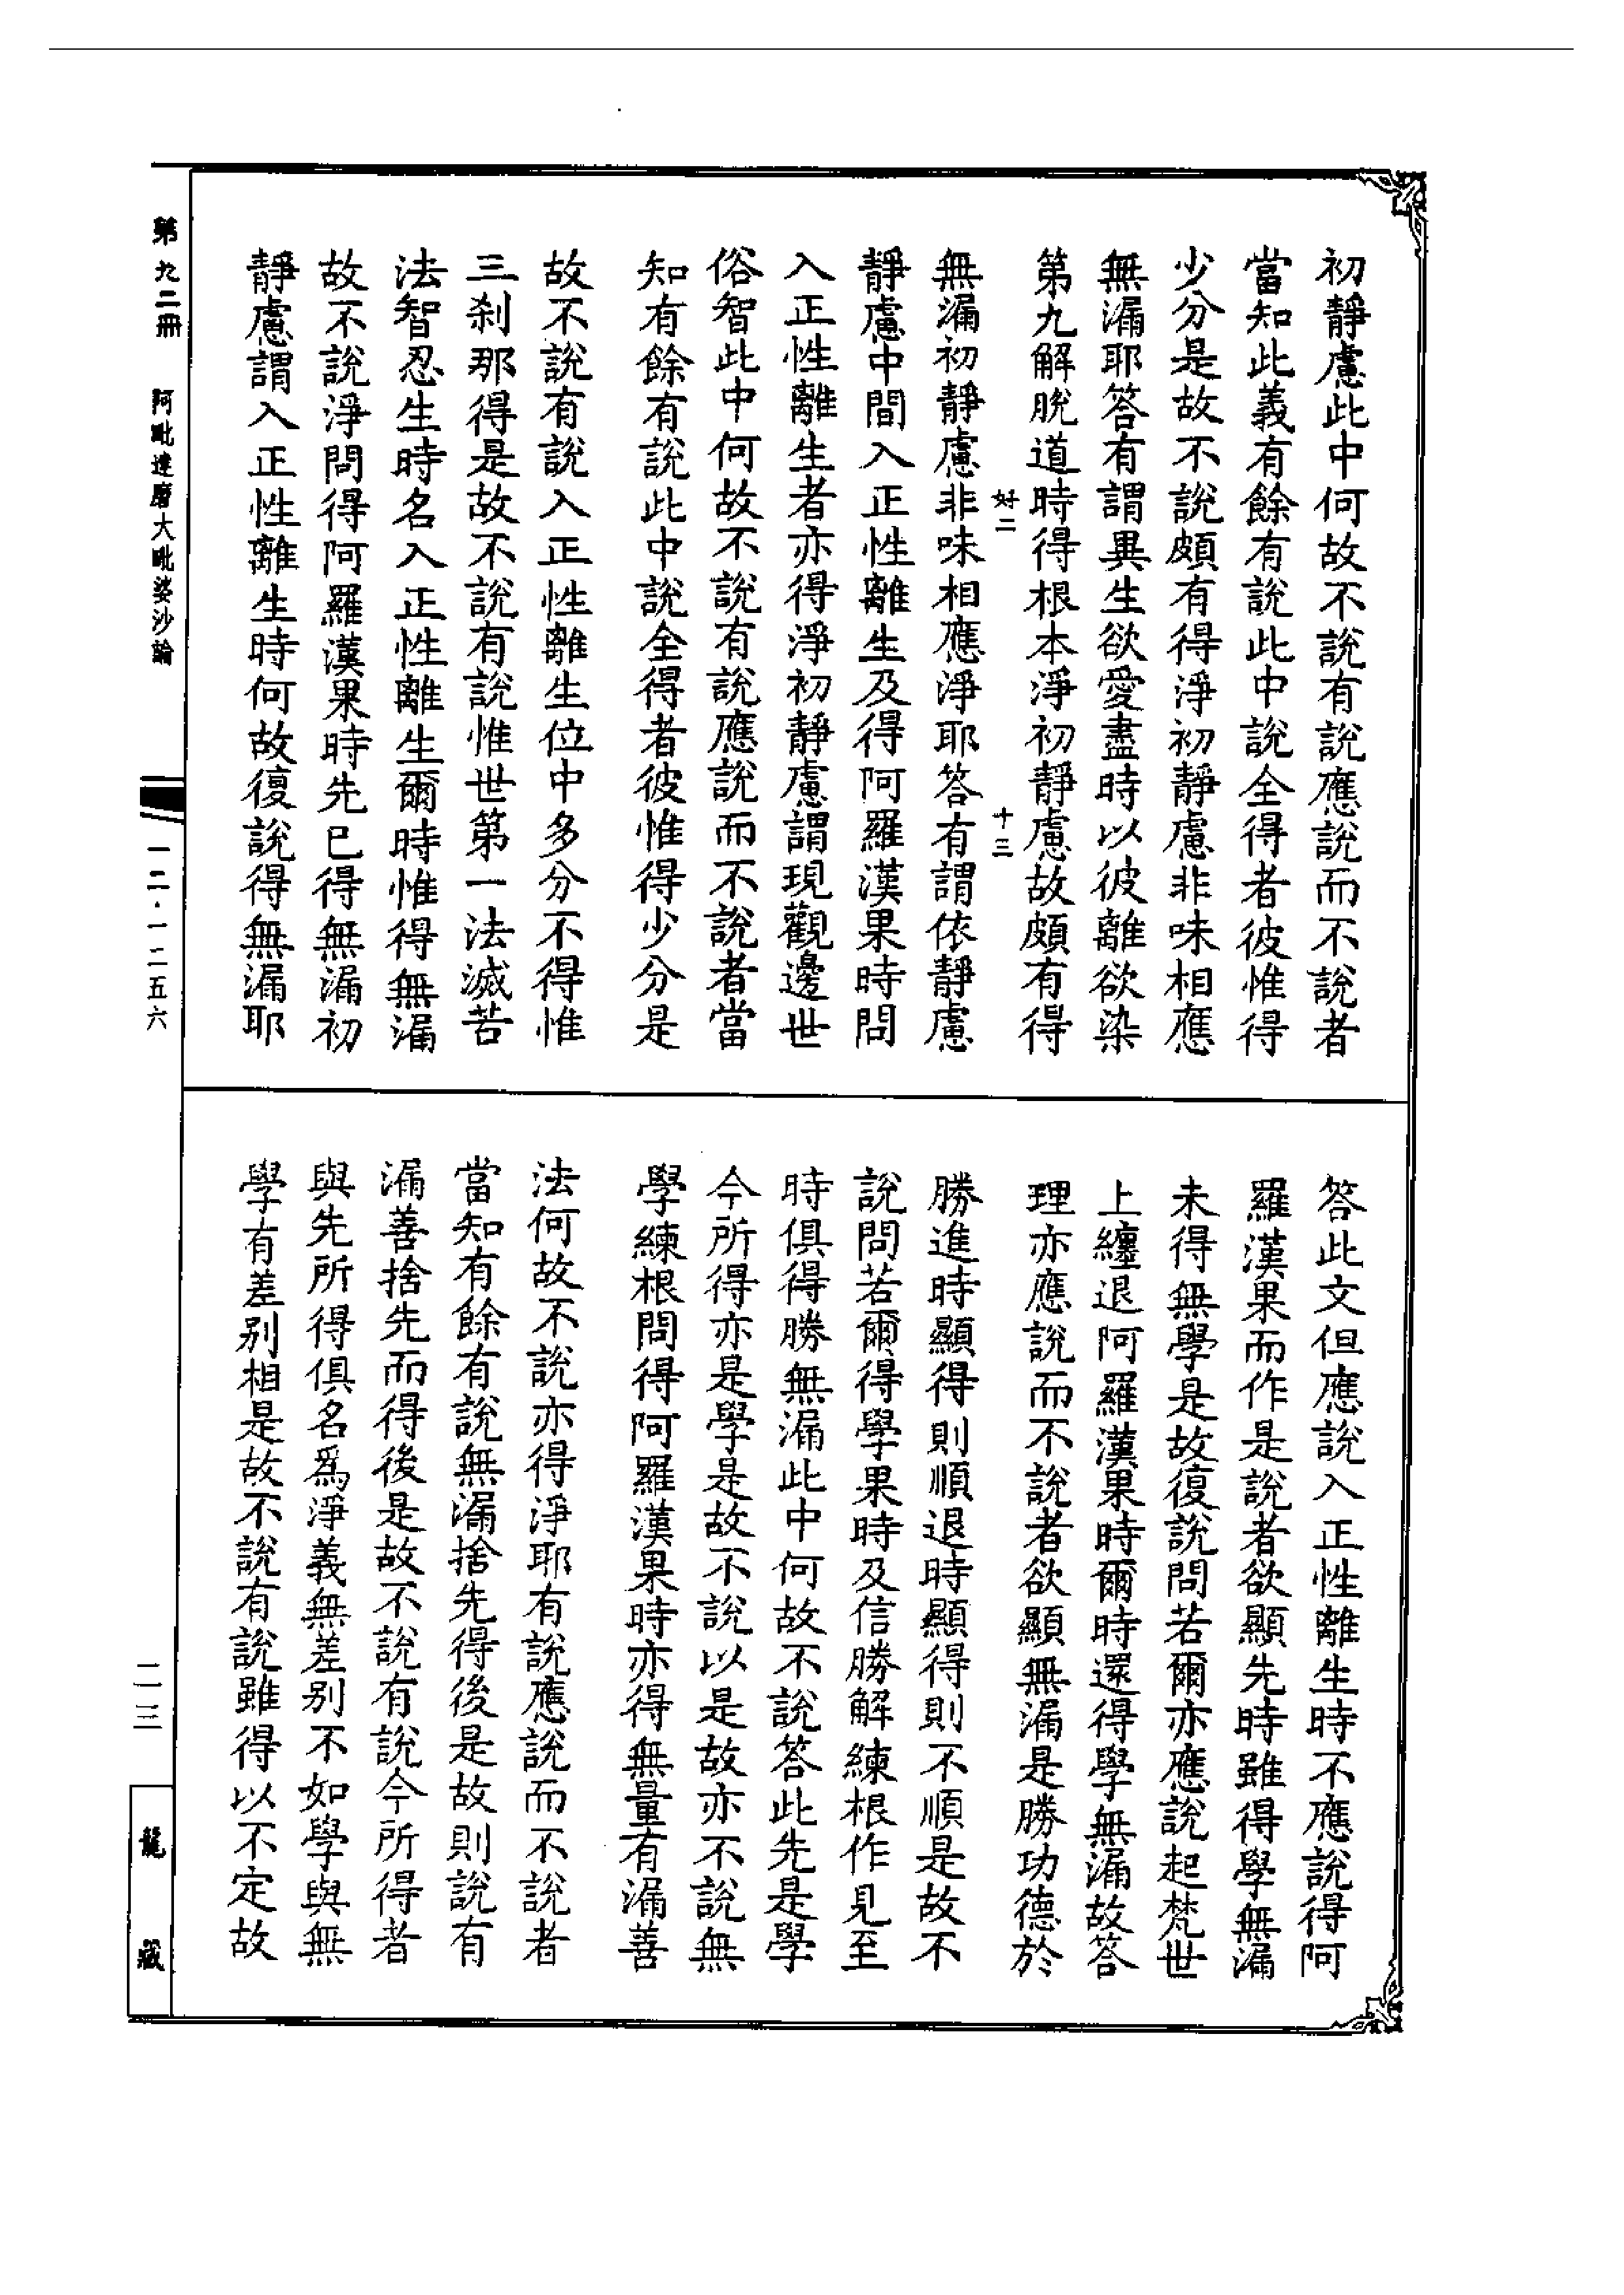 初靜慮此中何故不說有說應說而不說者
當知此義有餘有說此中說全得者彼惟得
少分是故不說頗有得淨初靜慮非味相應
無漏耶答有謂異生欲愛盡時以彼離欲染
第九解脫道時得根本淨初靜慮故頗有得
好二
十三
無漏初靜慮非味相應淨耶答有謂依靜慮
靜慮中間入正性離生及得阿羅漢果時問
入正性離生者亦得淨初靜慮謂現觀邊世
俗智此中何故不說有說應說而不說者當
知有餘有說此中說全得者彼惟得少分是
故不說有說入正性離生位中多分不得惟
三刹那得是故不說有說惟世第一法滅苦
法智忍生時名入正性離生爾時惟得無漏
故不說淨問得阿羅漢果時先已得無漏初
靜慮謂入正性離生時何故復說得無漏耶
答此文但應說入正性離生時不應說得阿
羅漢果而作是說者欲顯先時雖得學無漏
未得無學是故復說問若爾亦應說起梵世
上纏退阿羅漢果時爾時還得學無漏故答
理亦應說而不說者欲顯無漏是勝功德於
勝進時顯得則順退時顯得則不順是故不
說問若爾得學果時及信勝解練根作見至
時俱得勝無漏此中何故不說答此先是學
今所得亦是學是故不說以是故亦不說無
學練根問得阿羅漢果時亦得無量有漏善
法何故不說亦得淨耶有說應說而不說者
當知有餘有說無漏捨先得後是故則說有
漏善捨先而得後是故不說有說今所得者
與先所得俱名爲淨義無差别不如學與無
學有差别相是故不說有說雖得以不定故
第九二冊
阿毗達磨大毗婆沙論
一二·一二五六
二三
龍藏